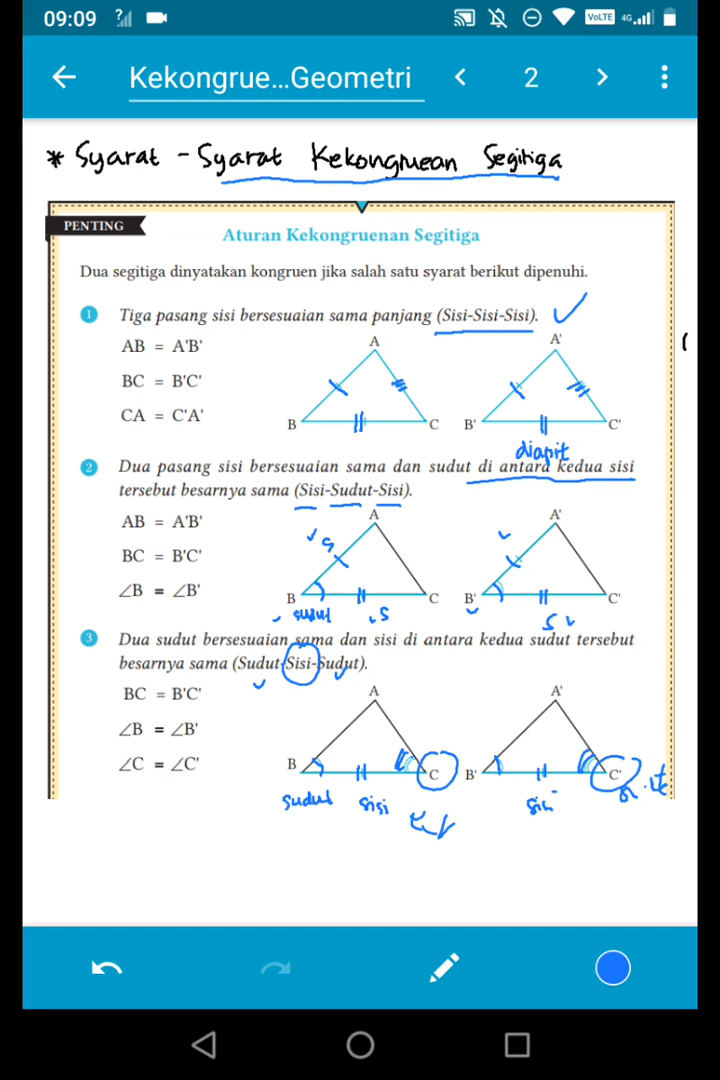 09:09
VoLTE 4G
Kekongrue...Geometri
2
* Syarat - Syarat Kekongruean Segitiga
PENTING
Aturan Kekongruenan Segitiga
Dua segitiga dinyatakan kongruen jika salah satu syarat berikut dipenuhi.
1 Tiga pasang sisi bersesuaian sama panjang (Sisi-Sisi-Sisi).
AB = A'B'
BC = B'C'
CA = C'A'
A
B
C
A'
B'
C'
diapit
2 Dua pasang sisi bersesuaian sama dan sudut di antara kedua sisi
tersebut besarnya sama (Sisi-Sudut-Sisi).
AB = A'B'
BC = B'C'
∠B = ∠B'
A
s
B
C
sudut
s
A'
B'
C'
s
3 Dua sudut bersesuaian sama dan sisi di antara kedua sudut tersebut
besarnya sama (Sudut-Sisi-Sudut).
BC = B'C'
∠B = ∠B'
∠C = ∠C'
A
B
C
sudut sisi
A'
B'
C'